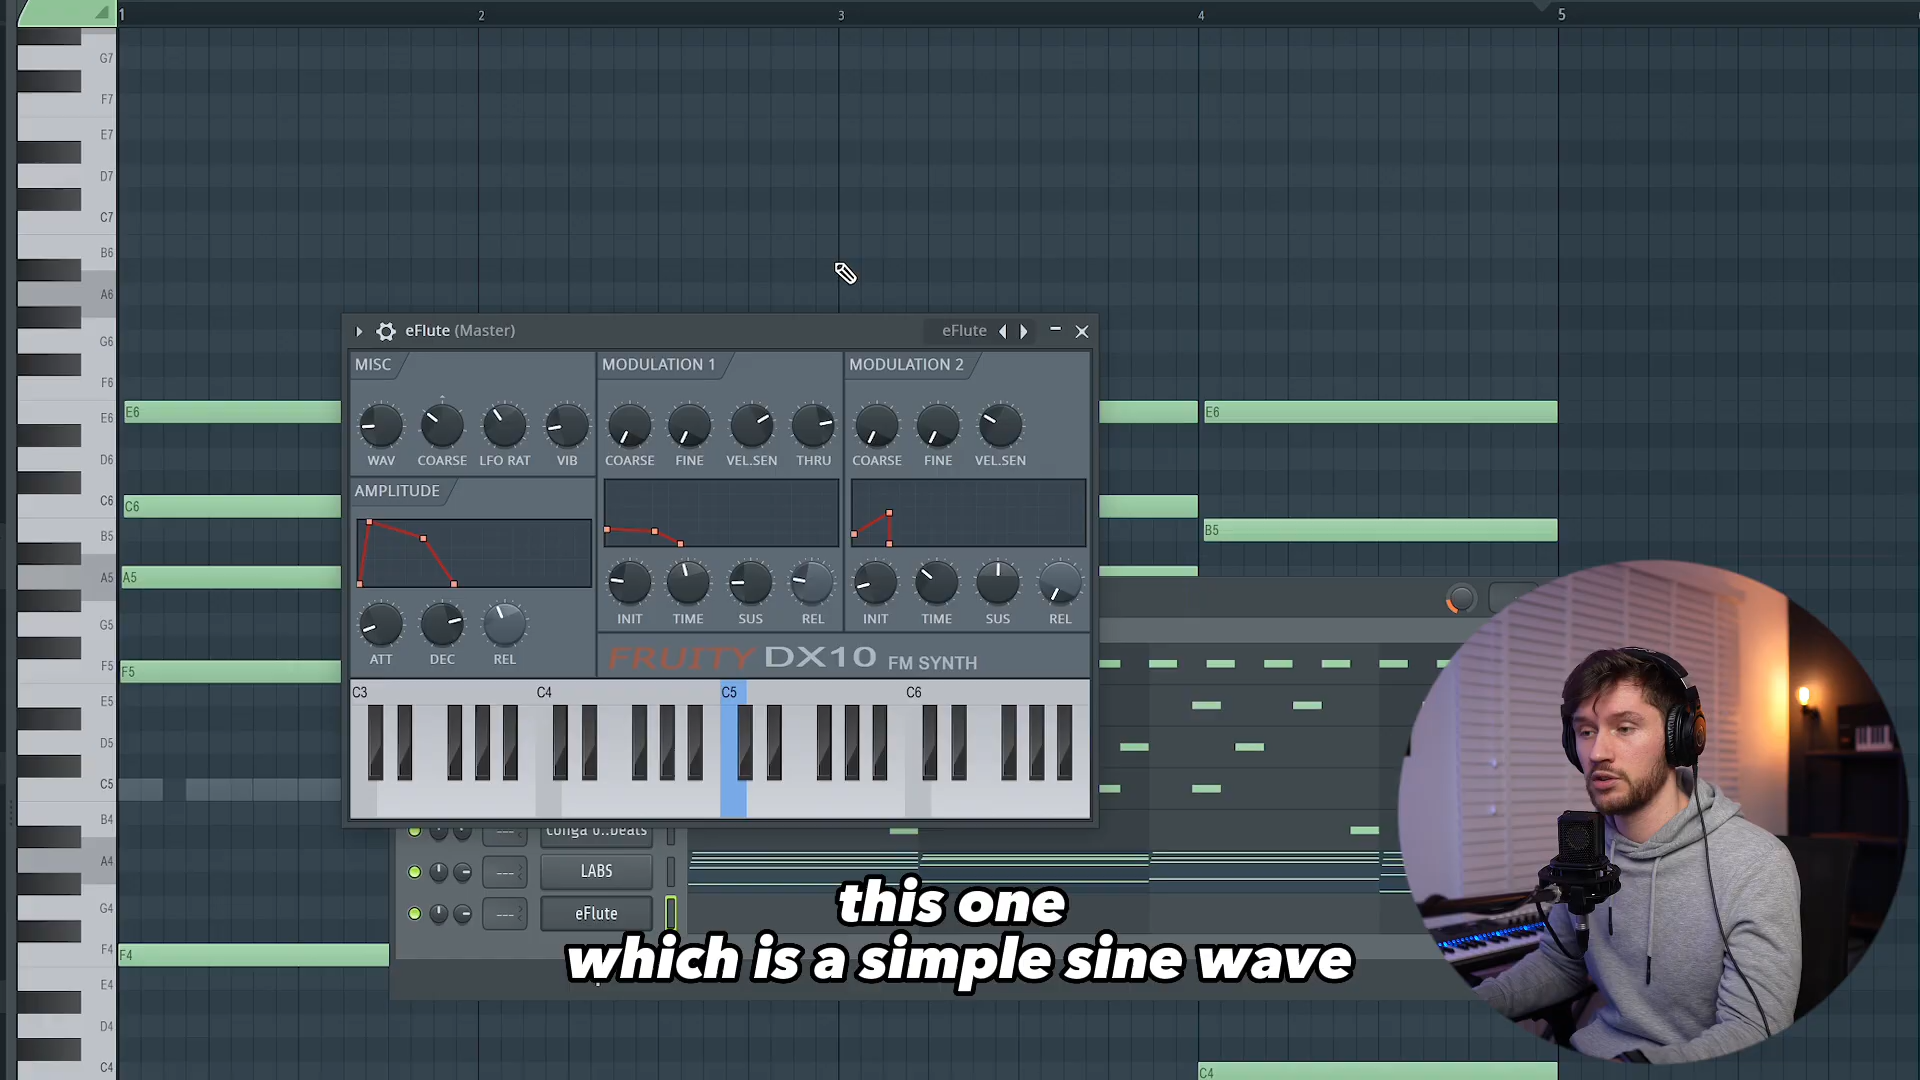 1
2
3
4
5
G7
F7
E7
D7
C7
B6
A6
G6
F6
E6
D6
C6
B5
A5
G5
F5
E5
D5
C5
B4
A4
G4
F4
E4
D4
C4
E6
C6
A5
F5
F4
E6
B5
C4
eFlute (Master)
eFlute
MISC
MODULATION 1
MODULATION 2
WAV COARSE LFO RAT VIB
COARSE FINE VEL.SEN THRU
COARSE FINE VEL.SEN
AMPLITUDE
INIT TIME SUS REL
INIT TIME SUS REL
ATT DEC REL
FRUITY DX10 FM SYNTH
C3 C4 C5 C6
--- Conga 0..beats
--- LABS
--- eFlute
this one
which is a simple sine wave